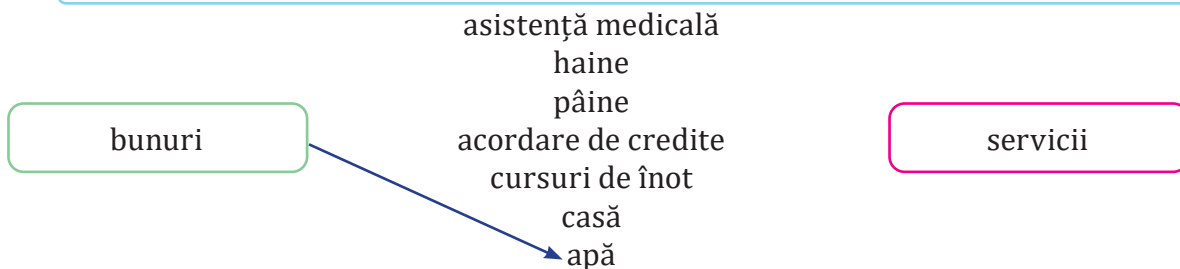 asistență medicală
haine
pâine
bunuri
acordare de credite
servicii
cursuri de înot
casă
apă